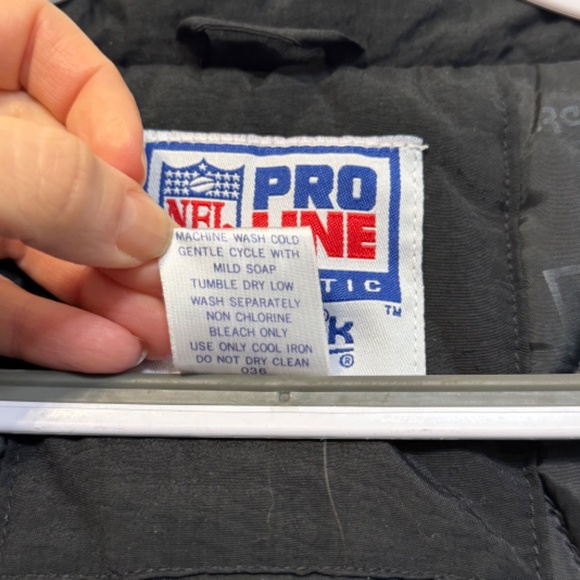 NFL
PRO
LINE
MACHINE WASH COLD
GENTLE CYCLE WITH
MILD SOAP
TUMBLE DRY LOW
WASH SEPARATELY
NON CHLORINE
BLEACH ONLY
USE ONLY COOL IRON
DO NOT DRY CLEAN
036
TIC
TM
k
®